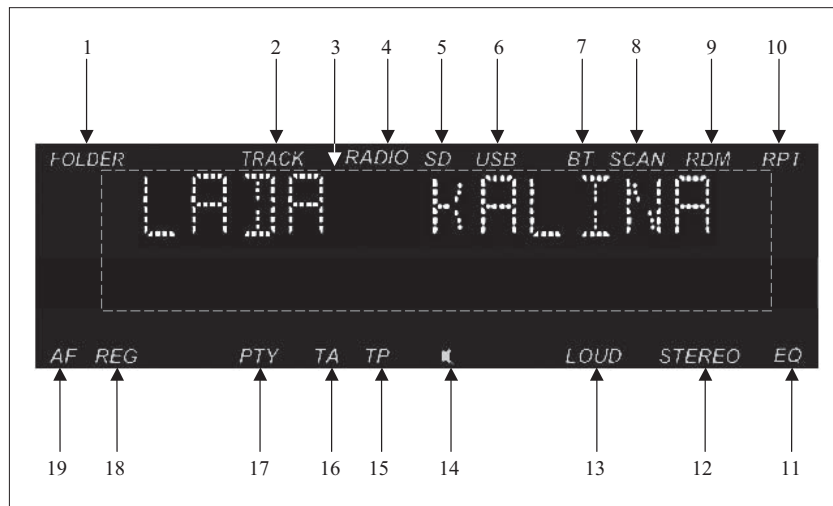 1 2 3 4 5 6 7 8 9 10
FOLDER TRACK RADIO SD USB BT SCAN RDM RPT
LADA KALINA
AF REG PTY TA TP LOUD STEREO EQ
19 18 17 16 15 14 13 12 11